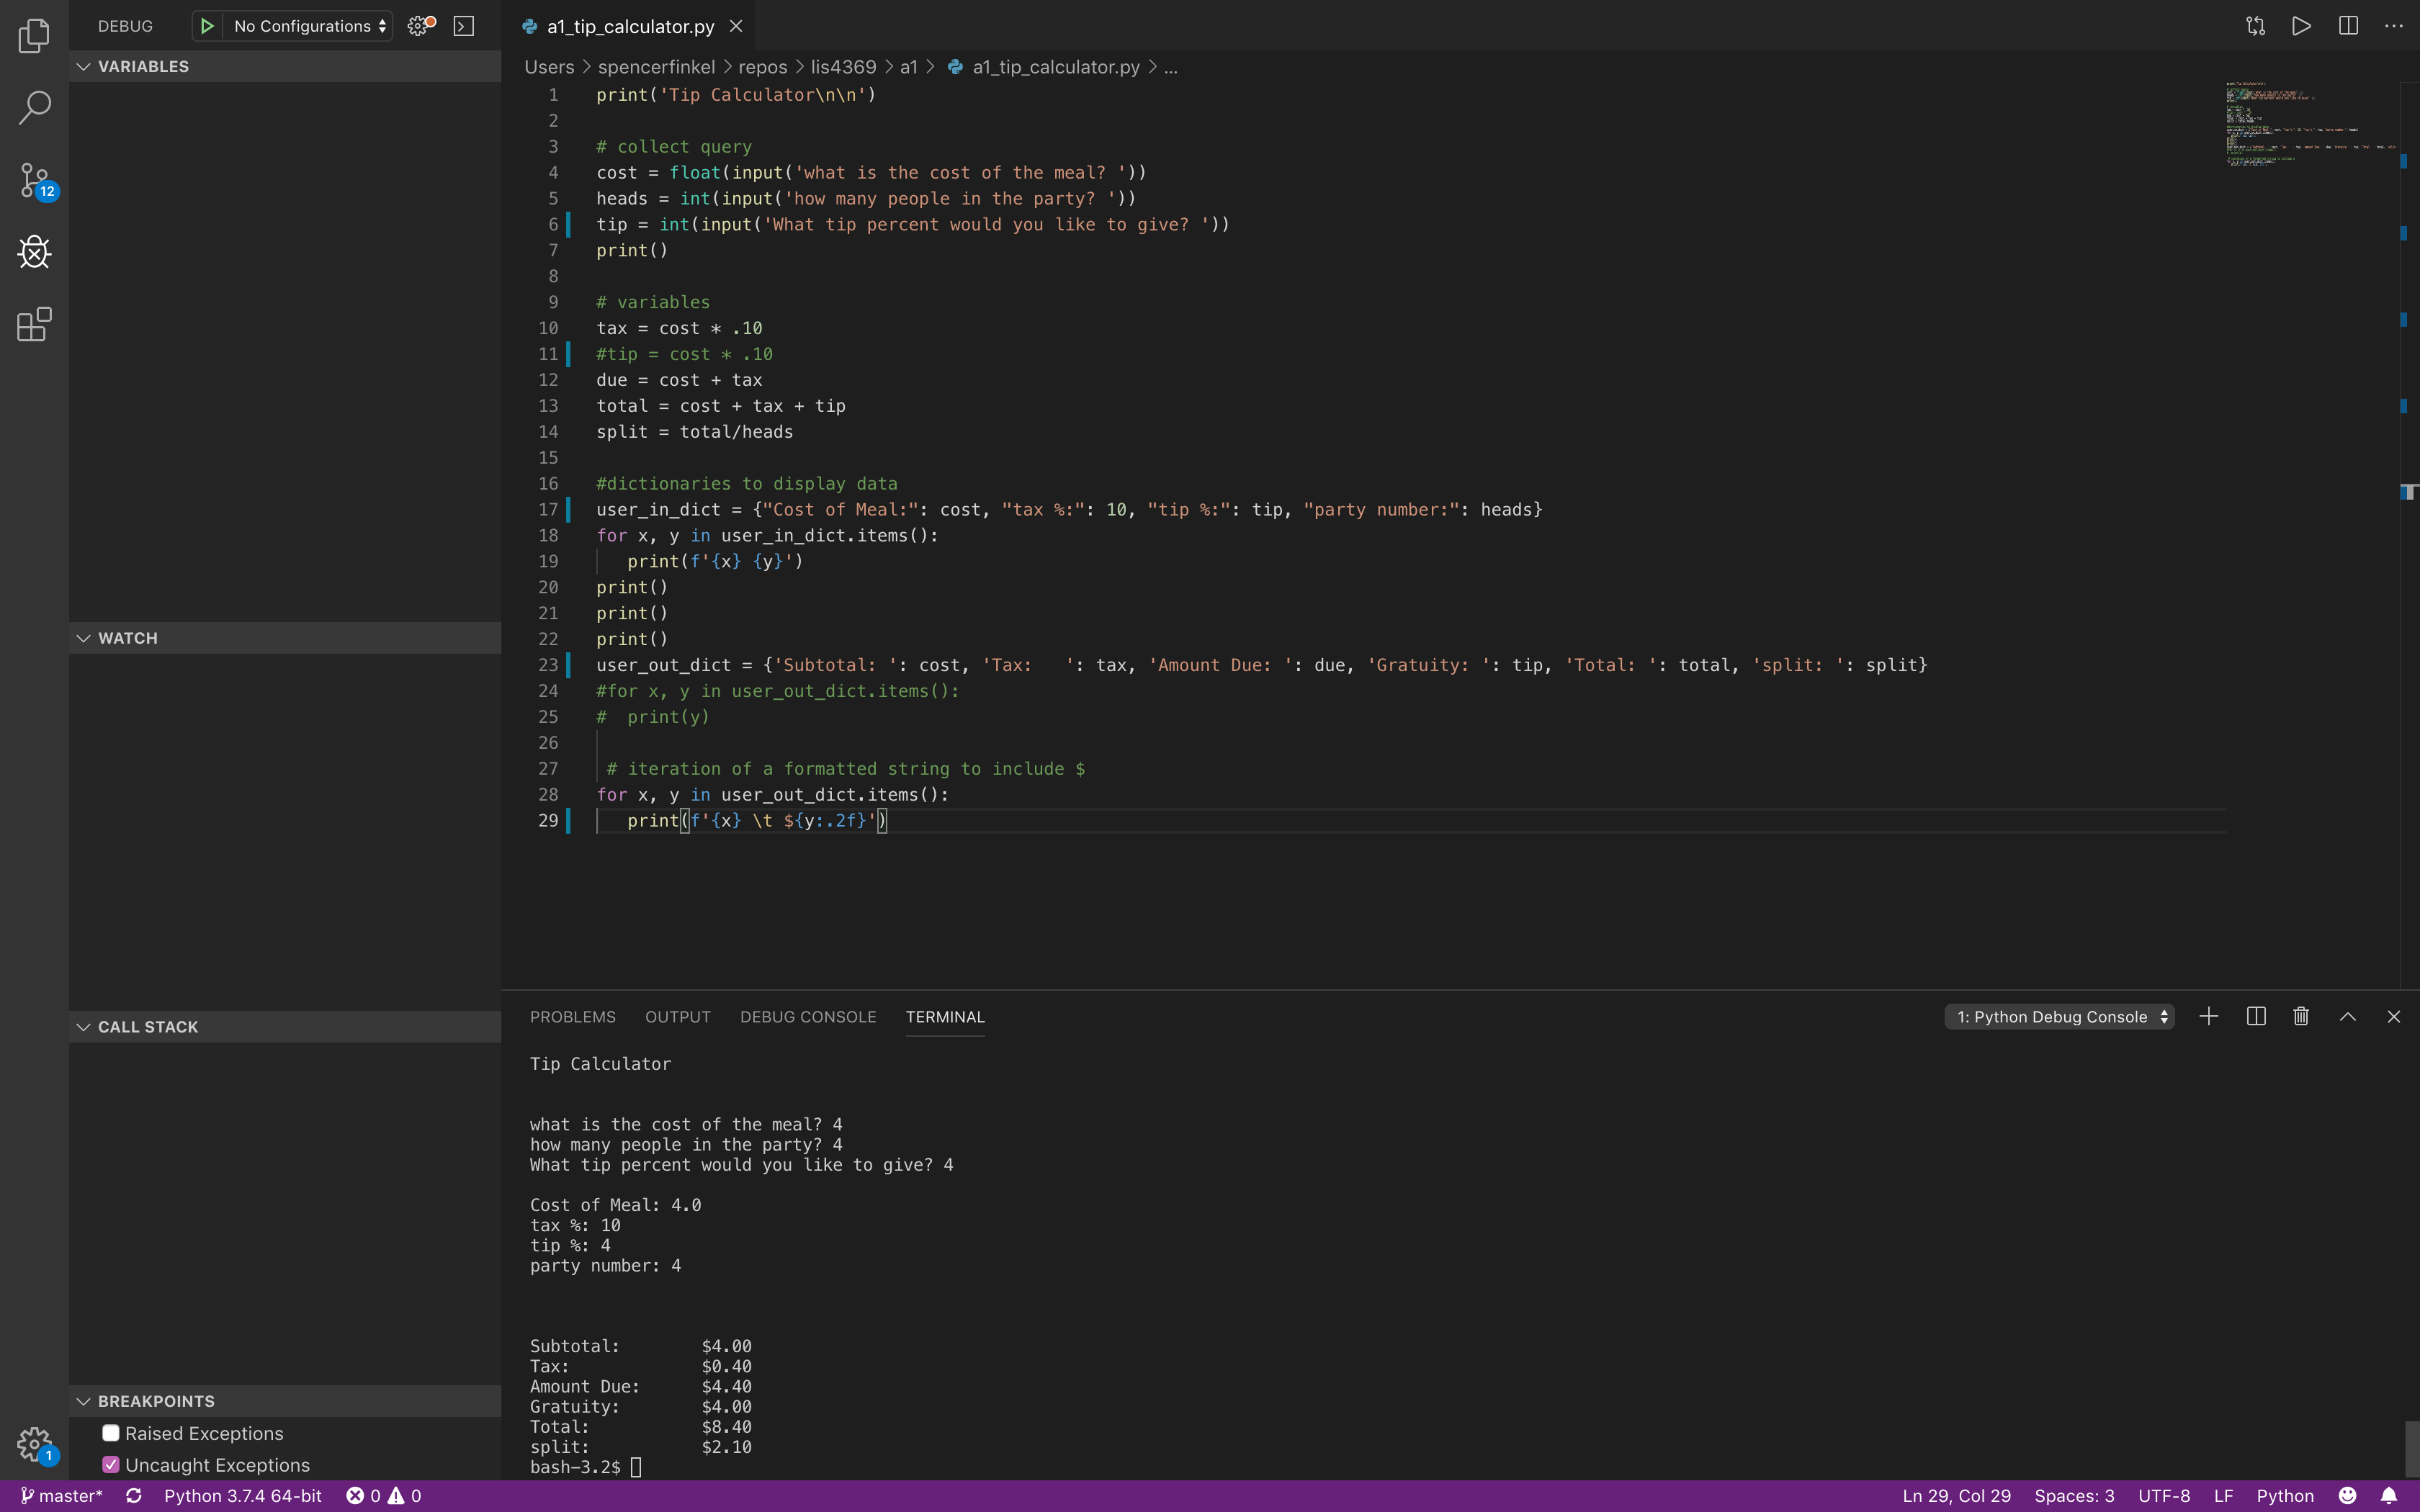 DEBUG No Configurations
VARIABLES
12
WATCH
CALL STACK
BREAKPOINTS
Raised Exceptions
Uncaught Exceptions
1
a1_tip_calculator.py
Users > spencerfinkel > repos > lis4369 > a1 > a1_tip_calculator.py > ...
1 print('Tip Calculator\n\n')
2
3 # collect query
4 cost = float(input('what is the cost of the meal? '))
5 heads = int(input('how many people in the party? '))
6 tip = int(input('What tip percent would you like to give? '))
7 print()
8
9 # variables
10 tax = cost * .10
11 #tip = cost * .10
12 due = cost + tax
13 total = cost + tax + tip
14 split = total/heads
15
16 #dictionaries to display data
17 user_in_dict = {"Cost of Meal:": cost, "tax %:": 10, "tip %:": tip, "party number:": heads}
18 for x, y in user_in_dict.items():
19    print(f'{x} {y}')
20 print()
21 print()
22 print()
23 user_out_dict = {'Subtotal: ': cost, 'Tax:   ': tax, 'Amount Due: ': due, 'Gratuity: ': tip, 'Total: ': total, 'split: ': split}
24 #for x, y in user_out_dict.items():
25 #  print(y)
26
27  # iteration of a formatted string to include $
28 for x, y in user_out_dict.items():
29    print(f'{x} \t ${y:.2f}')
PROBLEMS OUTPUT DEBUG CONSOLE TERMINAL 1: Python Debug Console
Tip Calculator
what is the cost of the meal? 4
how many people in the party? 4
What tip percent would you like to give? 4
Cost of Meal: 4.0
tax %: 10
tip %: 4
party number: 4
Subtotal: $4.00
Tax: $0.40
Amount Due: $4.40
Gratuity: $4.00
Total: $8.40
split: $2.10
bash-3.2$
master* Python 3.7.4 64-bit 0 0 Ln 29, Col 29 Spaces: 3 UTF-8 LF Python